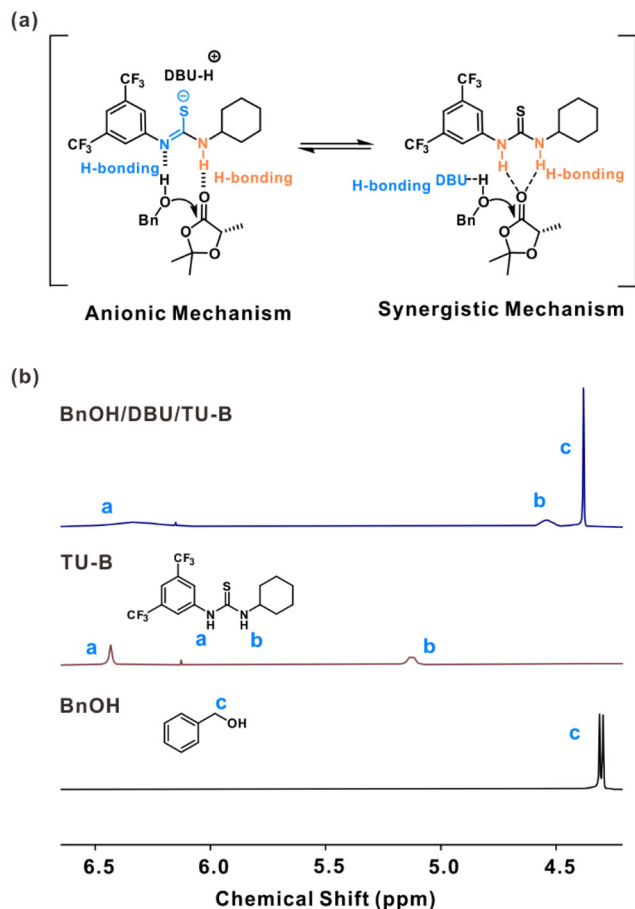 (a)
CF3
DBU-H
⊕
⊖
S
CF3
N
N
H
H-bonding
H
H-bonding
O
O
Bn
O
O
CF3
S
CF3
N
N
H
H
H-bonding
H-bonding DBU
H
O
O
Bn
O
O
Anionic Mechanism
Synergistic Mechanism
(b)
BnOH/DBU/TU-B
c
a
b
TU-B
CF3
S
CF3
N
N
H
H
a
b
a
b
BnOH
c
OH
c
6.5
6.0
5.5
5.0
4.5
Chemical Shift (ppm)